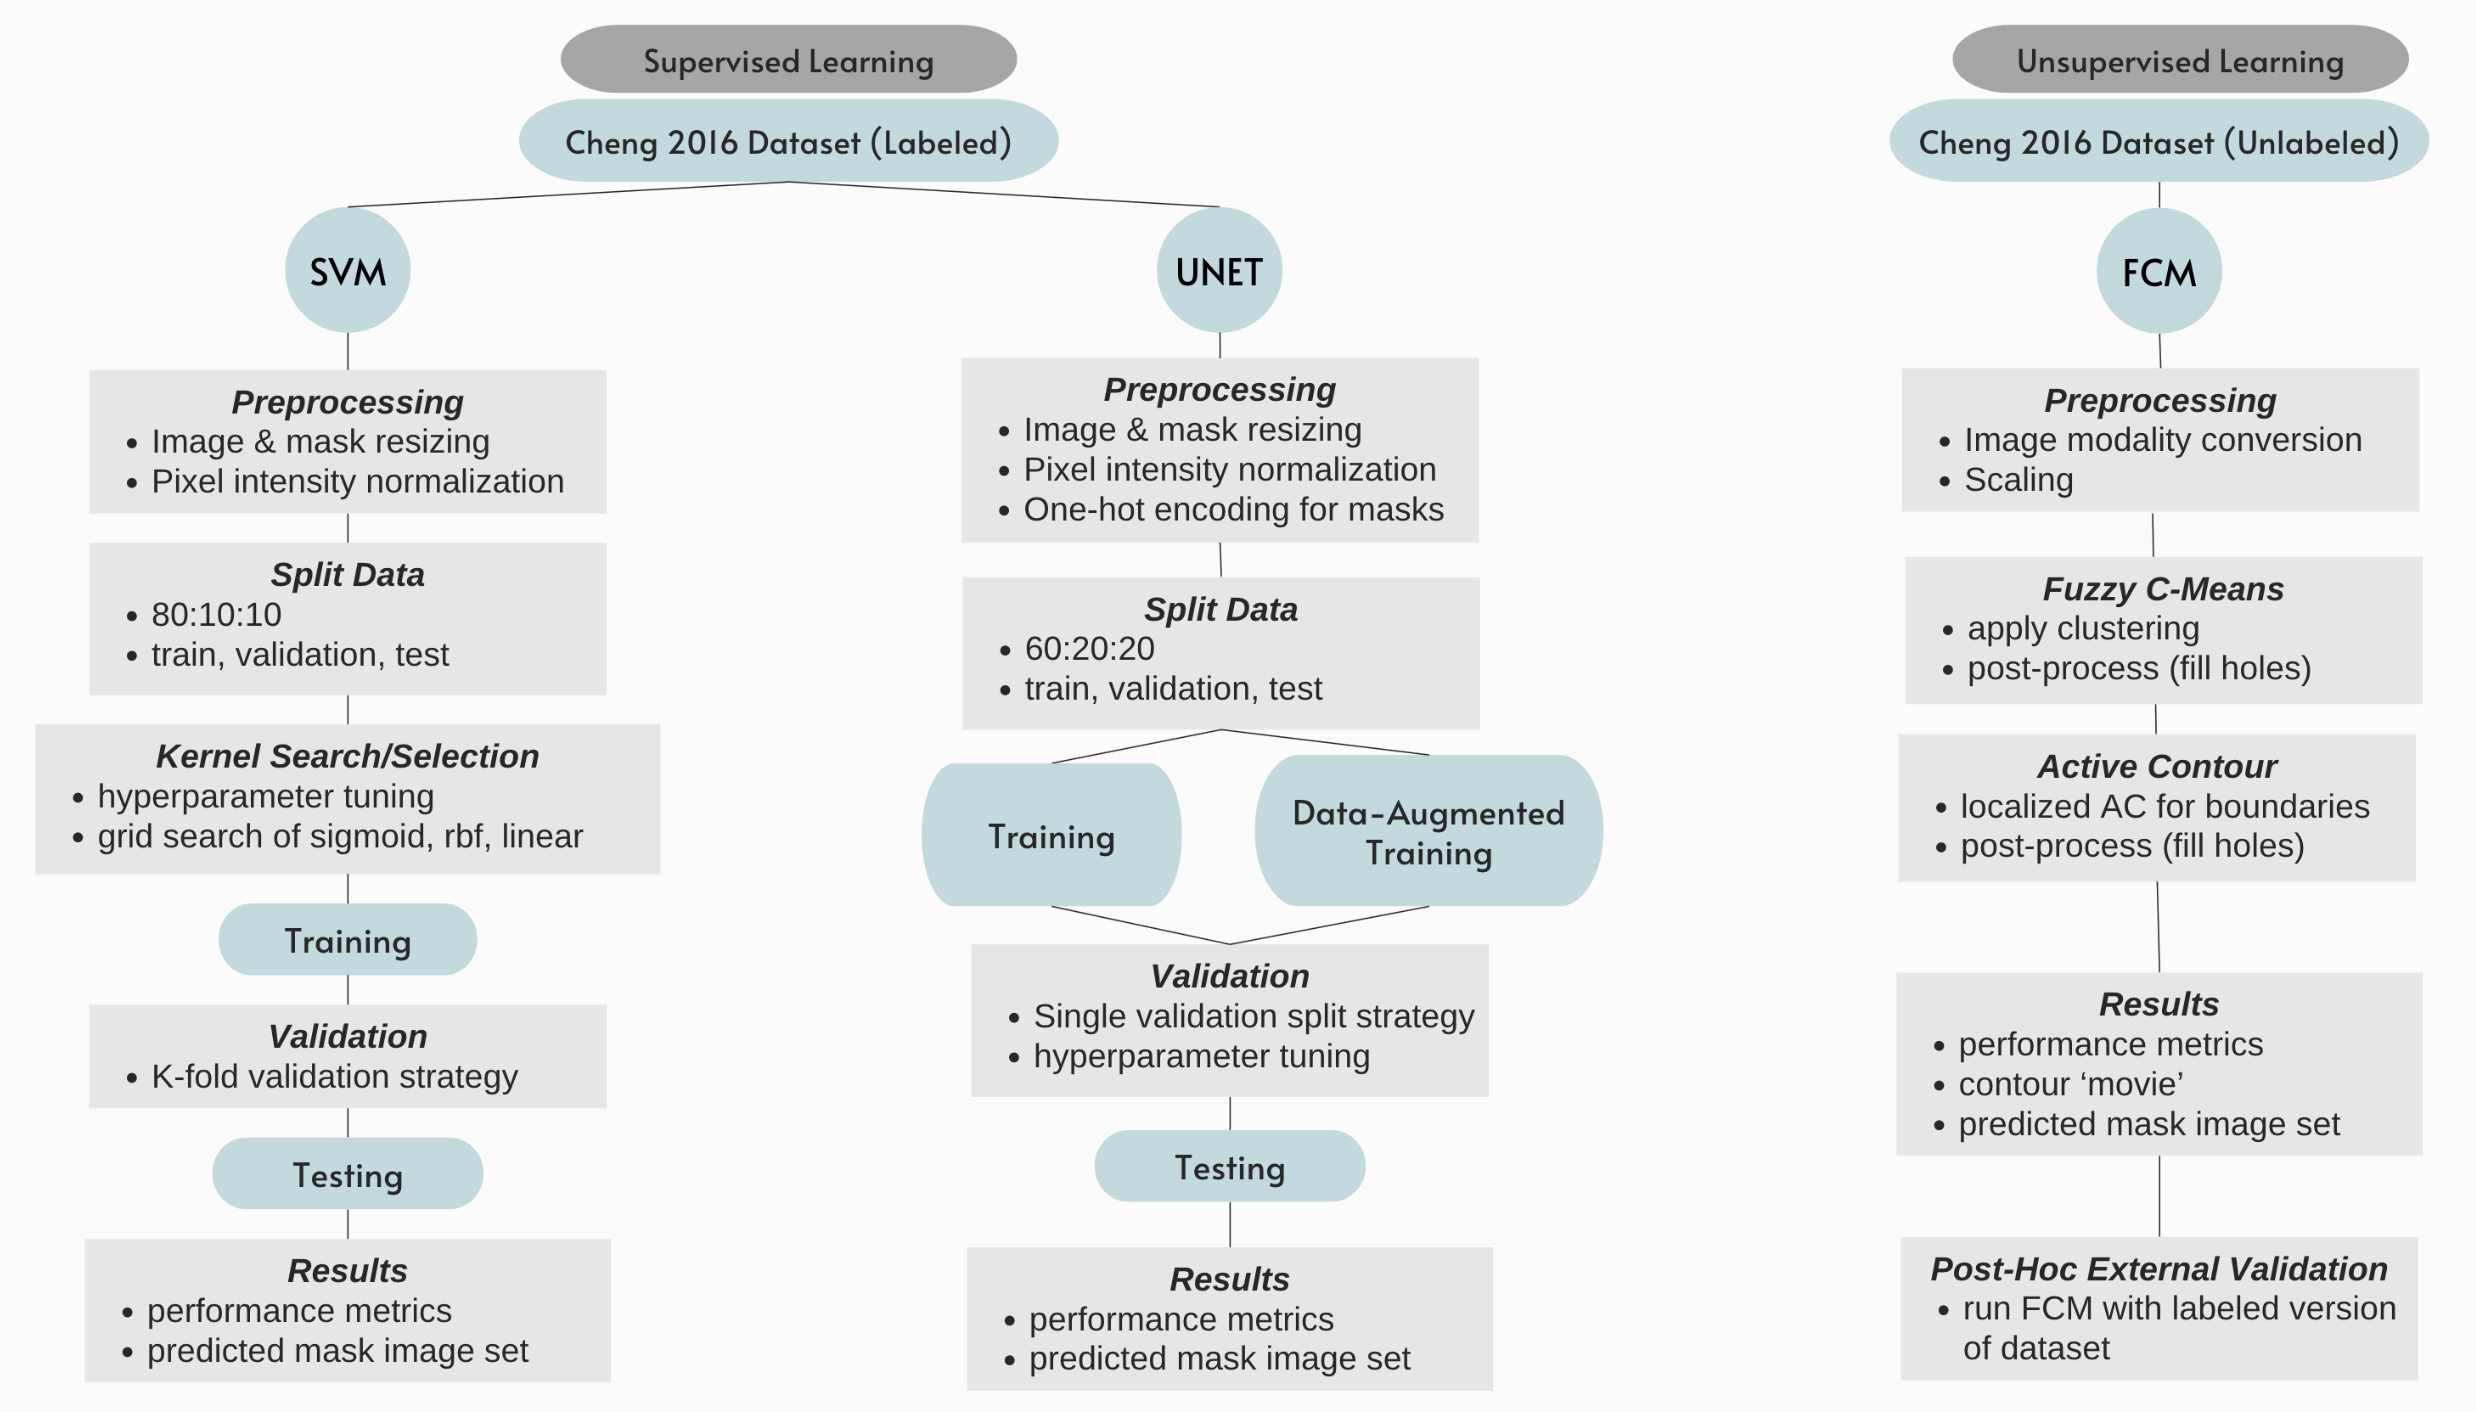 Supervised Learning
Cheng 2016 Dataset (Labeled)
SVM
Preprocessing
• Image & mask resizing
• Pixel intensity normalization
Split Data
• 80:10:10
• train, validation, test
Kernel Search/Selection
• hyperparameter tuning
• grid search of sigmoid, rbf, linear
Training
Validation
• K-fold validation strategy
Testing
Results
• performance metrics
• predicted mask image set
UNET
Preprocessing
• Image & mask resizing
• Pixel intensity normalization
• One-hot encoding for masks
Split Data
• 60:20:20
• train, validation, test
Training
Data-Augmented
Training
Validation
• Single validation split strategy
• hyperparameter tuning
Testing
Results
• performance metrics
• predicted mask image set
Unsupervised Learning
Cheng 2016 Dataset (Unlabeled)
FCM
Preprocessing
• Image modality conversion
• Scaling
Fuzzy C-Means
• apply clustering
• post-process (fill holes)
Active Contour
• localized AC for boundaries
• post-process (fill holes)
Results
• performance metrics
• contour ‘movie’
• predicted mask image set
Post-Hoc External Validation
• run FCM with labeled version
of dataset